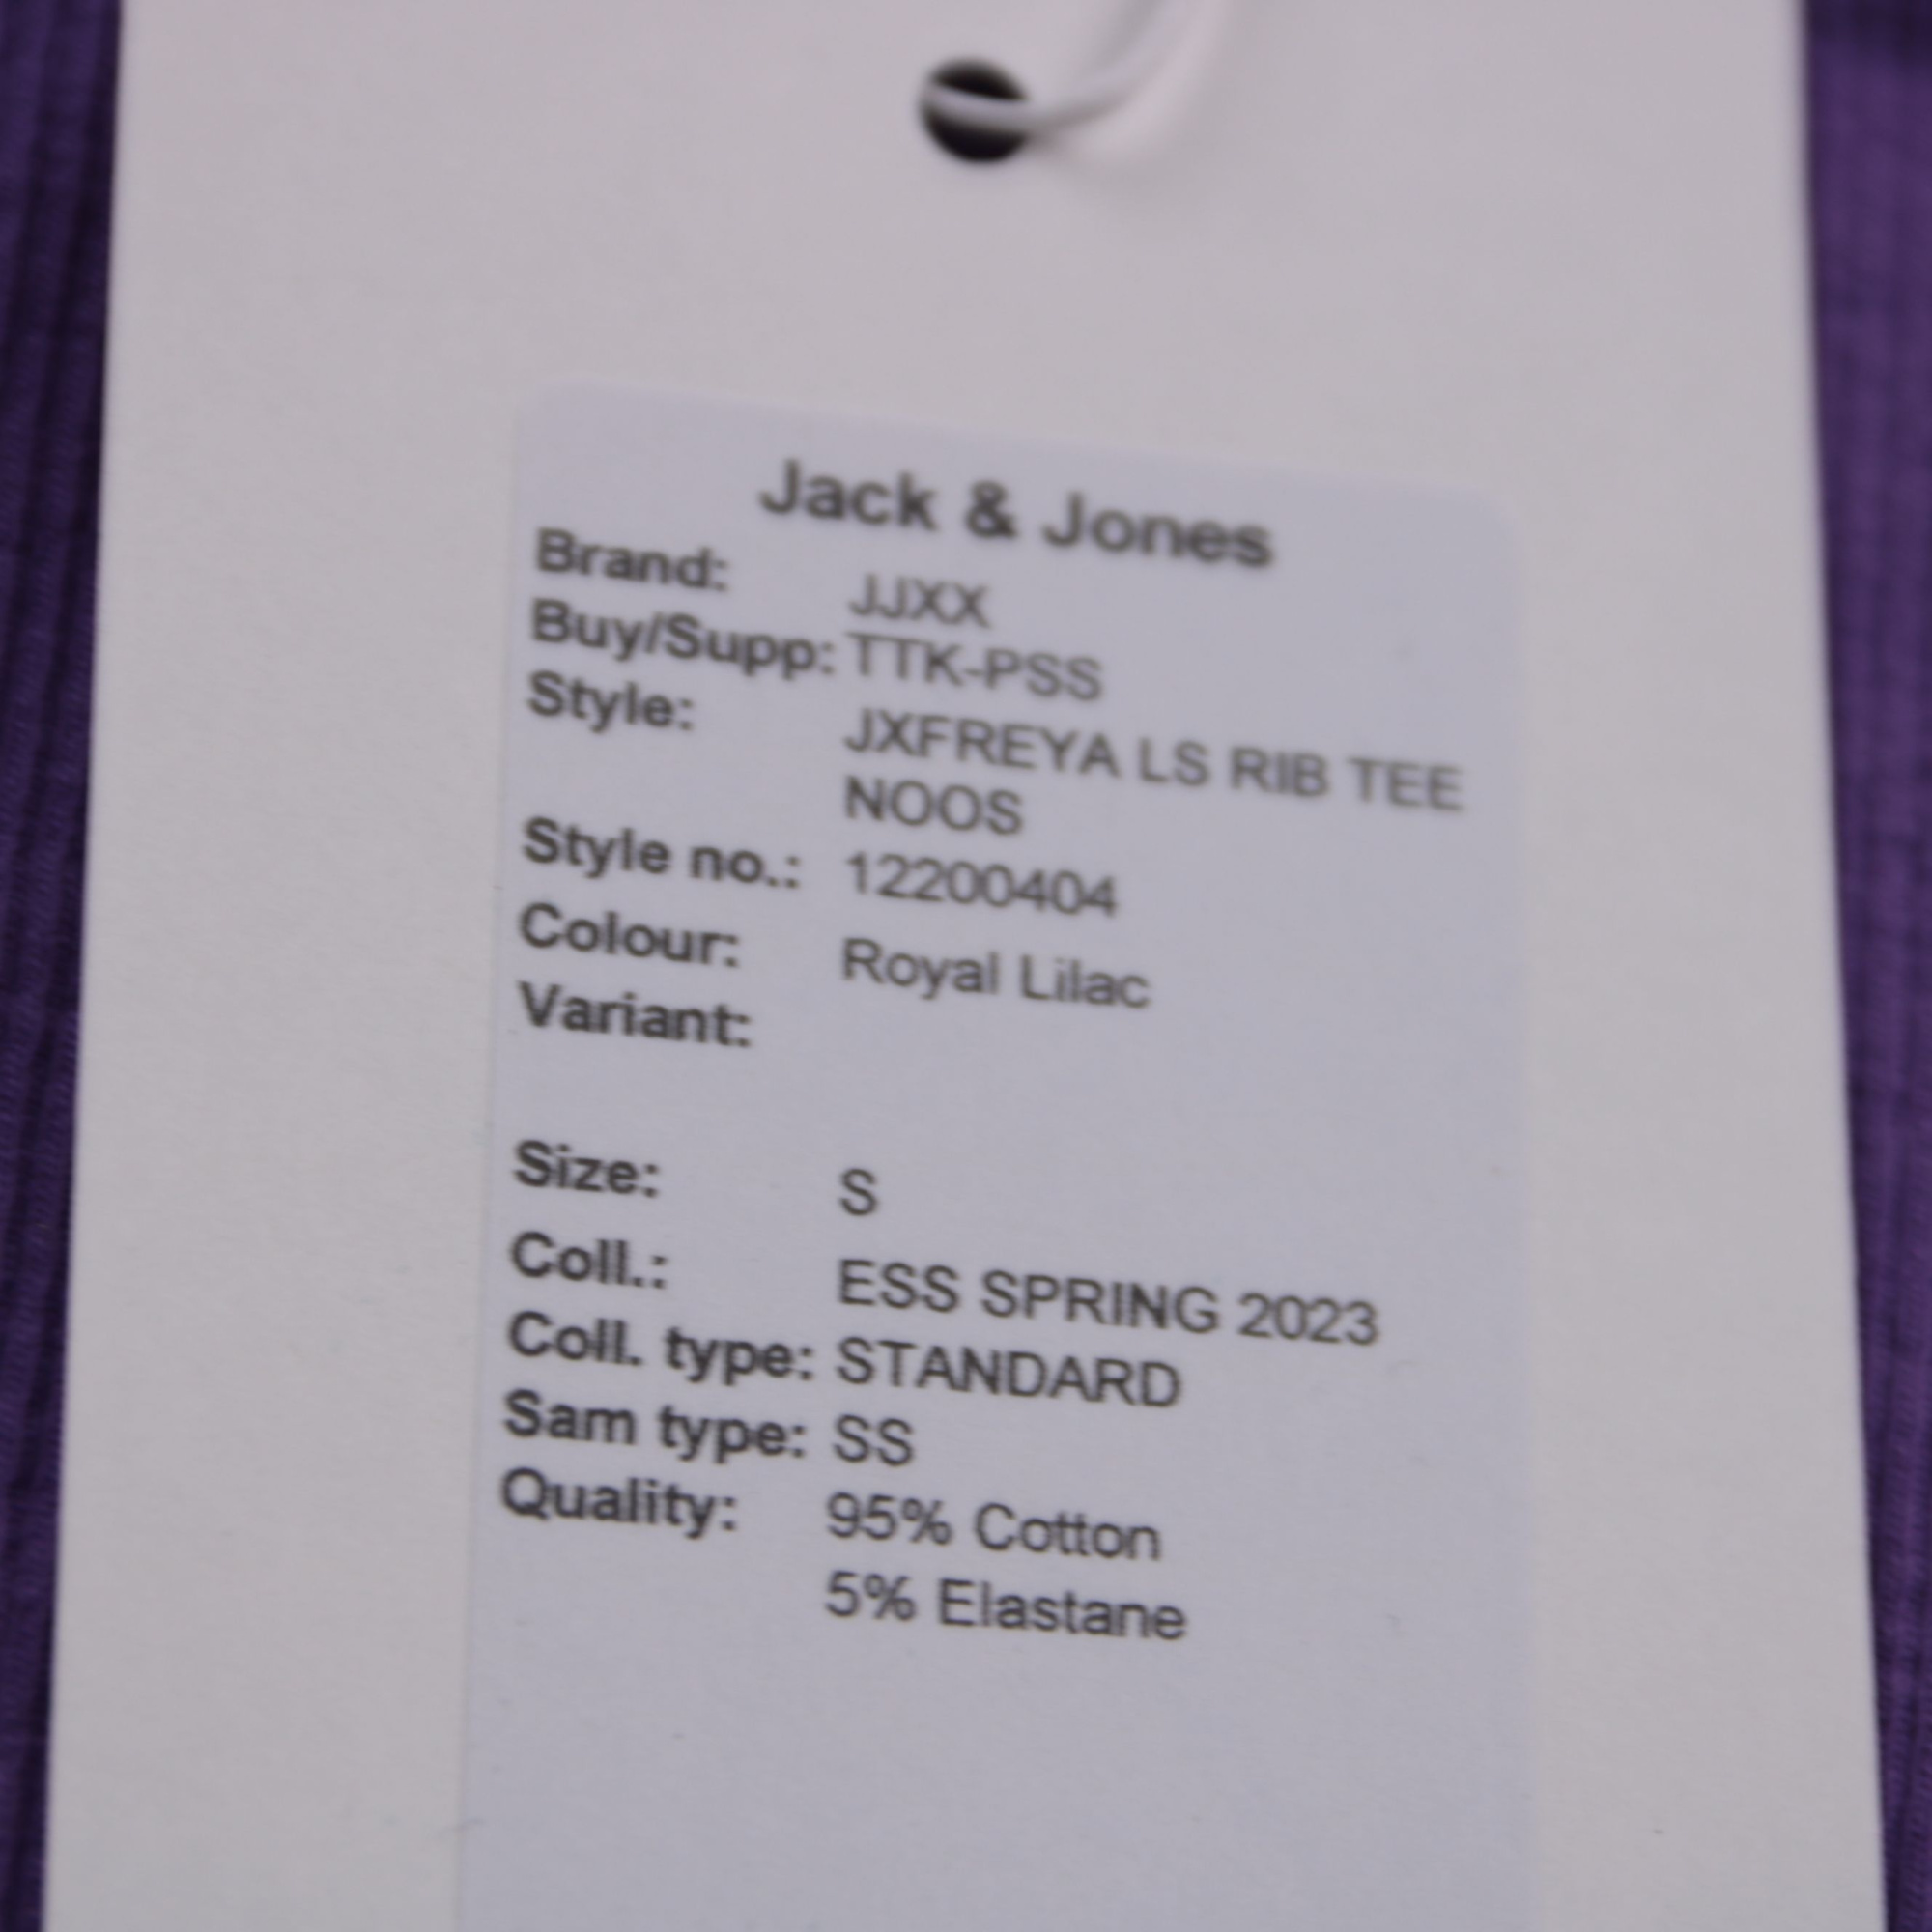 Jack & Jones
Brand: JJXX
Buy/Supp: TTK-PSS
Style: JXFREYA LS RIB TEE
NOOS
Style no.: 12200404
Colour: Royal Lilac
Variant:
Size: S
Coll.: ESS SPRING 2023
Coll. type: STANDARD
Sam type: SS
Quality: 95% Cotton
5% Elastane